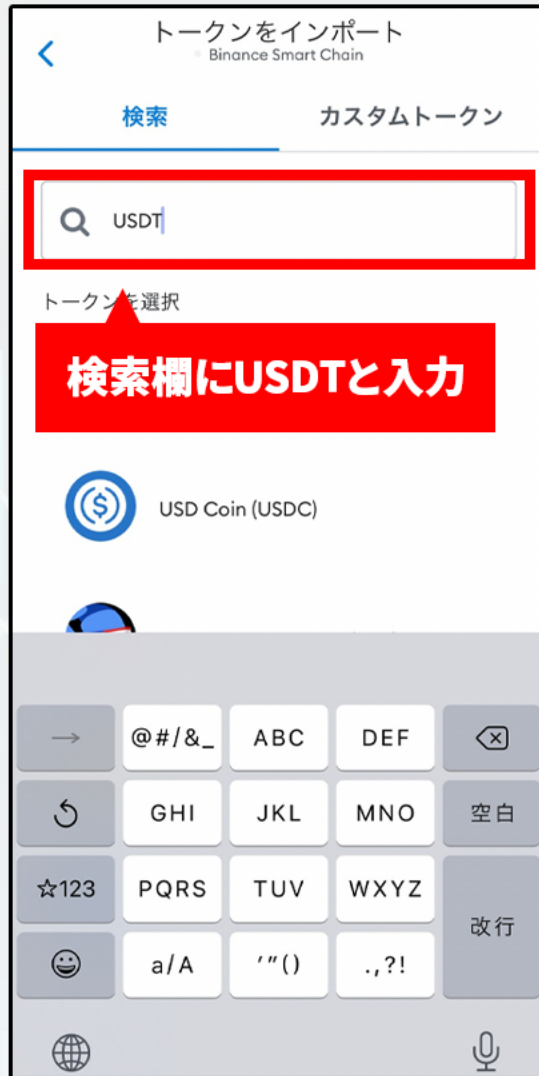 トークンをインポート
Binance Smart Chain
検索
カスタムトークン
USDT
トークンを選択
検索欄にUSDTと入力
USD Coin (USDC)
→ @#/&_ ABC DEF
GHI JKL MNO 空白
☆123 PQRS TUV WXYZ
改行
a/A '"() .,?!